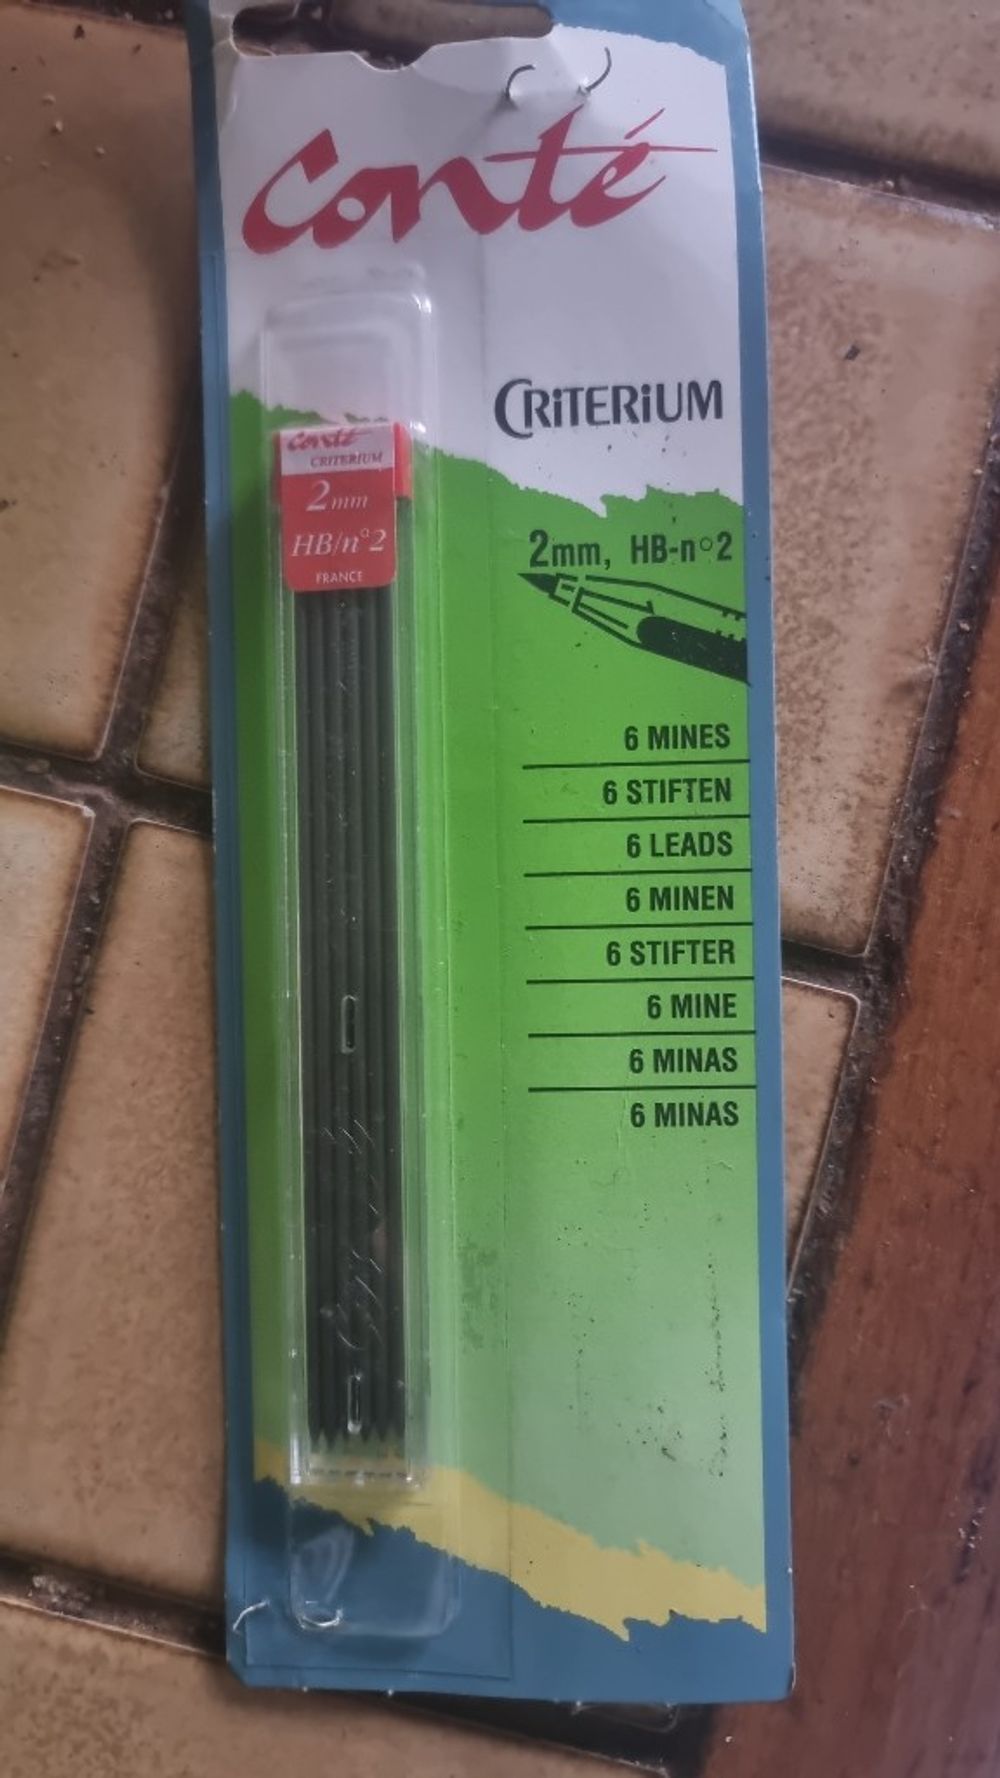 Conté
CRiTERiUM
conté
CRITERIUM
2mm
HB/n°2
FRANCE
2mm, HB-n°2
6 MINES
6 STIFTEN
6 LEADS
6 MINEN
6 STIFTER
6 MINE
6 MINAS
6 MINAS